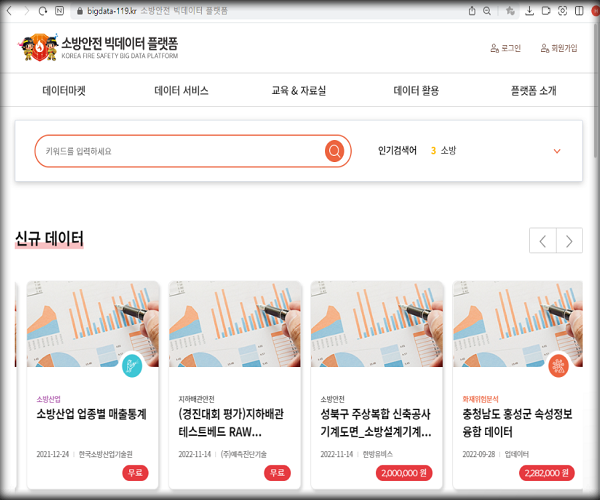 bigdata-119.kr 소방안전 빅데이터 플랫폼
소방안전 빅데이터 플랫폼
KOREA FIRE SAFETY BIG DATA PLATFORM
로그인 회원가입
데이터마켓 데이터 서비스 교육 & 자료실 데이터 활용 플랫폼 소개
키워드를 입력하세요
인기검색어 3 소방
신규 데이터
소방산업
소방산업 업종별 매출통계
2021-12-24 | 한국소방산업기술원
무료
지하배관안전
(경진대회 평가)지하배관
테스트베드 RAW...
2022-11-14 | (주)예측진단기술
무료
소방안전
성북구 주상복합 신축공사
기계도면_소방설계기계...
2022-11-14 | 한방유비스
2,000,000 원
화재위험분석
충청남도 홍성군 속성정보
융합 데이터
2022-09-28 | 업데이터
2,282,000 원